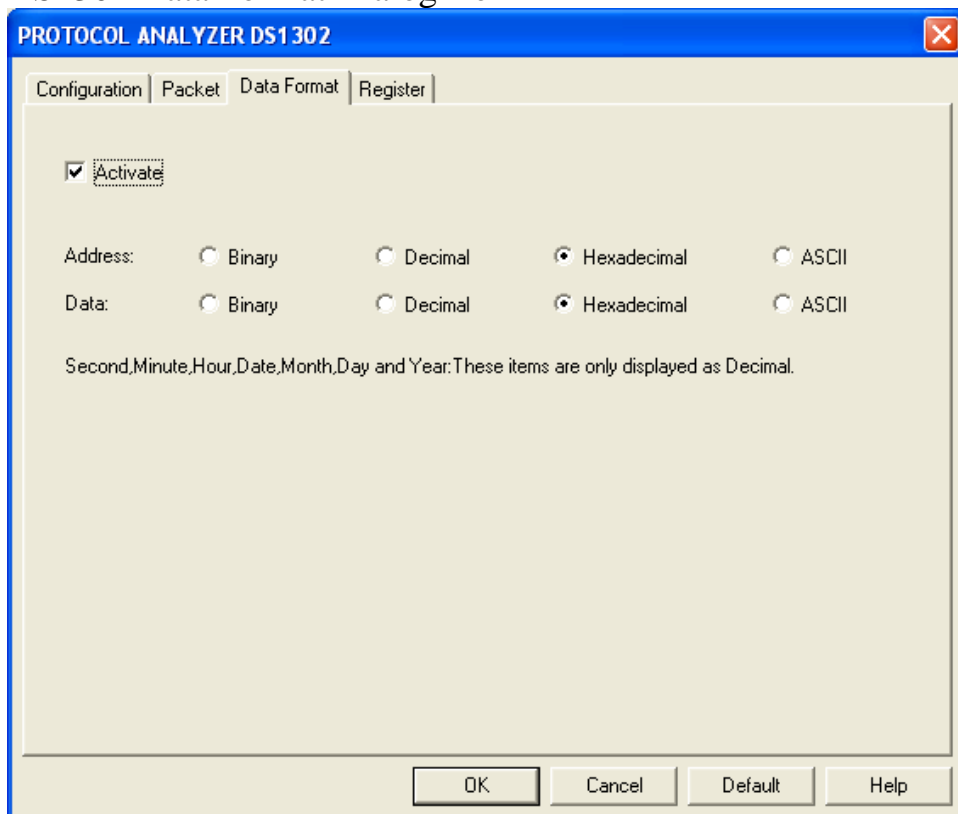 PROTOCOL ANALYZER DS1302
Configuration Packet Data Format Register
Activate
Address: Binary Decimal Hexadecimal ASCII
Data: Binary Decimal Hexadecimal ASCII
Second,Minute,Hour,Date,Month,Day and Year:These items are only displayed as Decimal.
OK Cancel Default Help